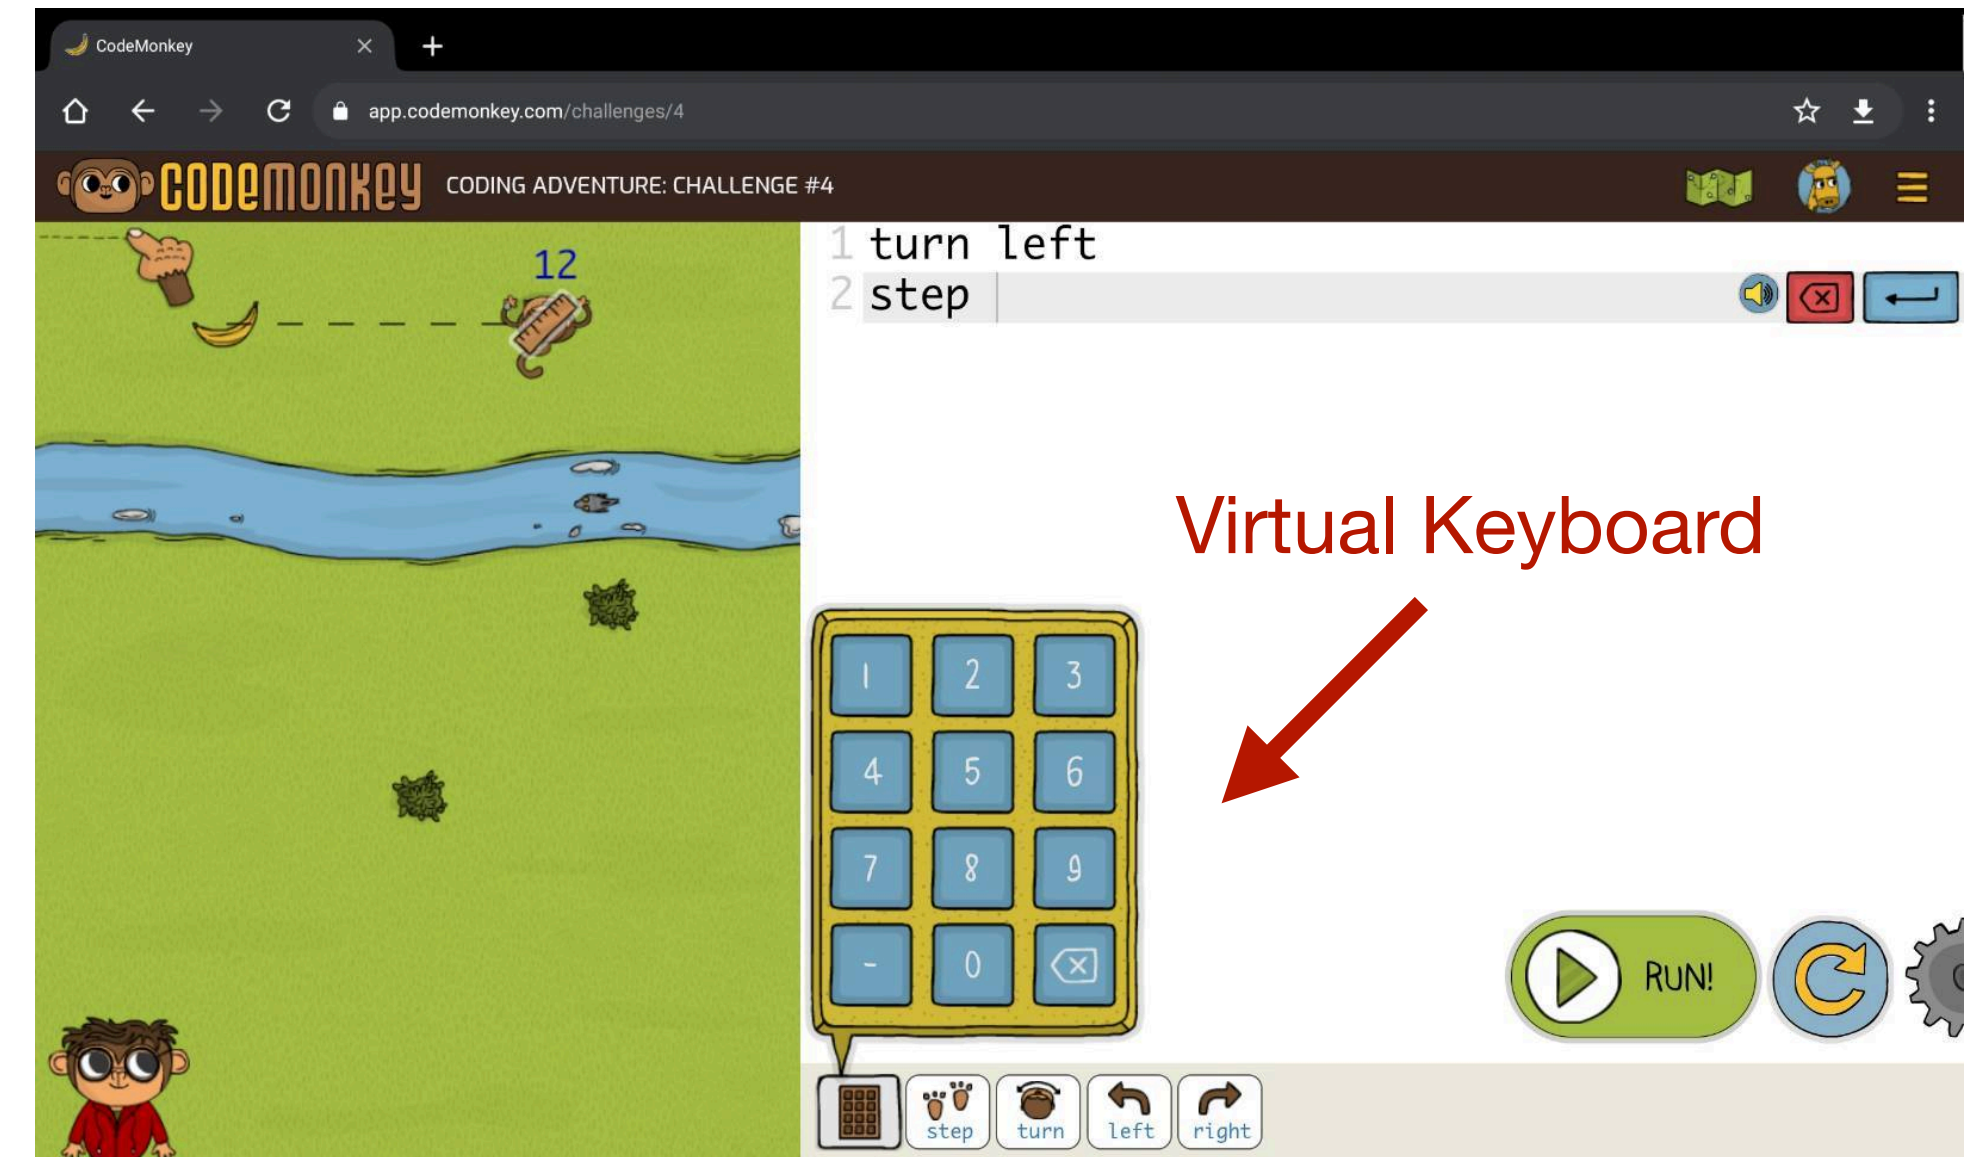 CodeMonkey
app.codemonkey.com/challenges/4
CODEMONKEY CODING ADVENTURE: CHALLENGE #4
12
1 turn left
2 step
Virtual Keyboard
1 2 3
4 5 6
7 8 9
- 0
RUN!
step turn left right